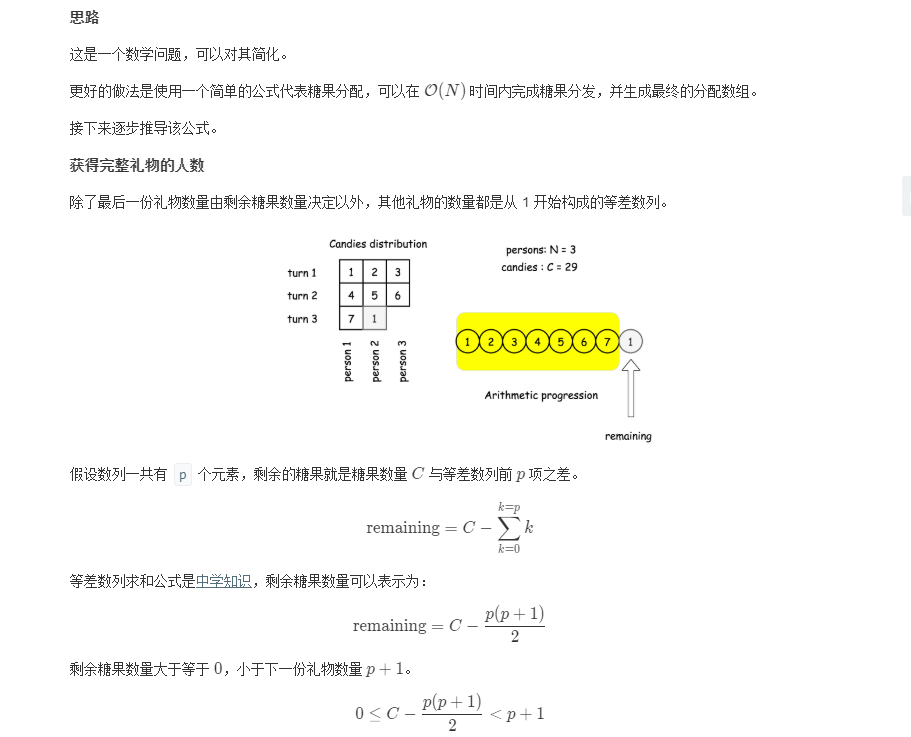 思路
这是一个数学问题，可以对其简化。
更好的做法是使用一个简单的公式代表糖果分配，可以在 O(N) 时间内完成糖果分发，并生成最终的分配数组。
接下来逐步推导该公式。
获得完整礼物的人数
除了最后一份礼物数量由剩余糖果数量决定以外，其他礼物的数量都是从 1 开始构成的等差数列。
Candies distribution
turn 1 1 2 3
turn 2 4 5 6
turn 3 7 1
person 1 person 2 person 3
persons: N = 3
candies : C = 29
1 2 3 4 5 6 7 1
Arithmetic progression
remaining
假设数列一共有 p 个元素，剩余的糖果就是糖果数量 C 与等差数列前 p 项之差。
remaining = C − ∑_{k=0}^{k=p} k
等差数列求和公式是中学知识，剩余糖果数量可以表示为：
remaining = C − p(p + 1)/2
剩余糖果数量大于等于 0，小于下一份礼物数量 p + 1。
0 ≤ C − p(p + 1)/2 < p + 1